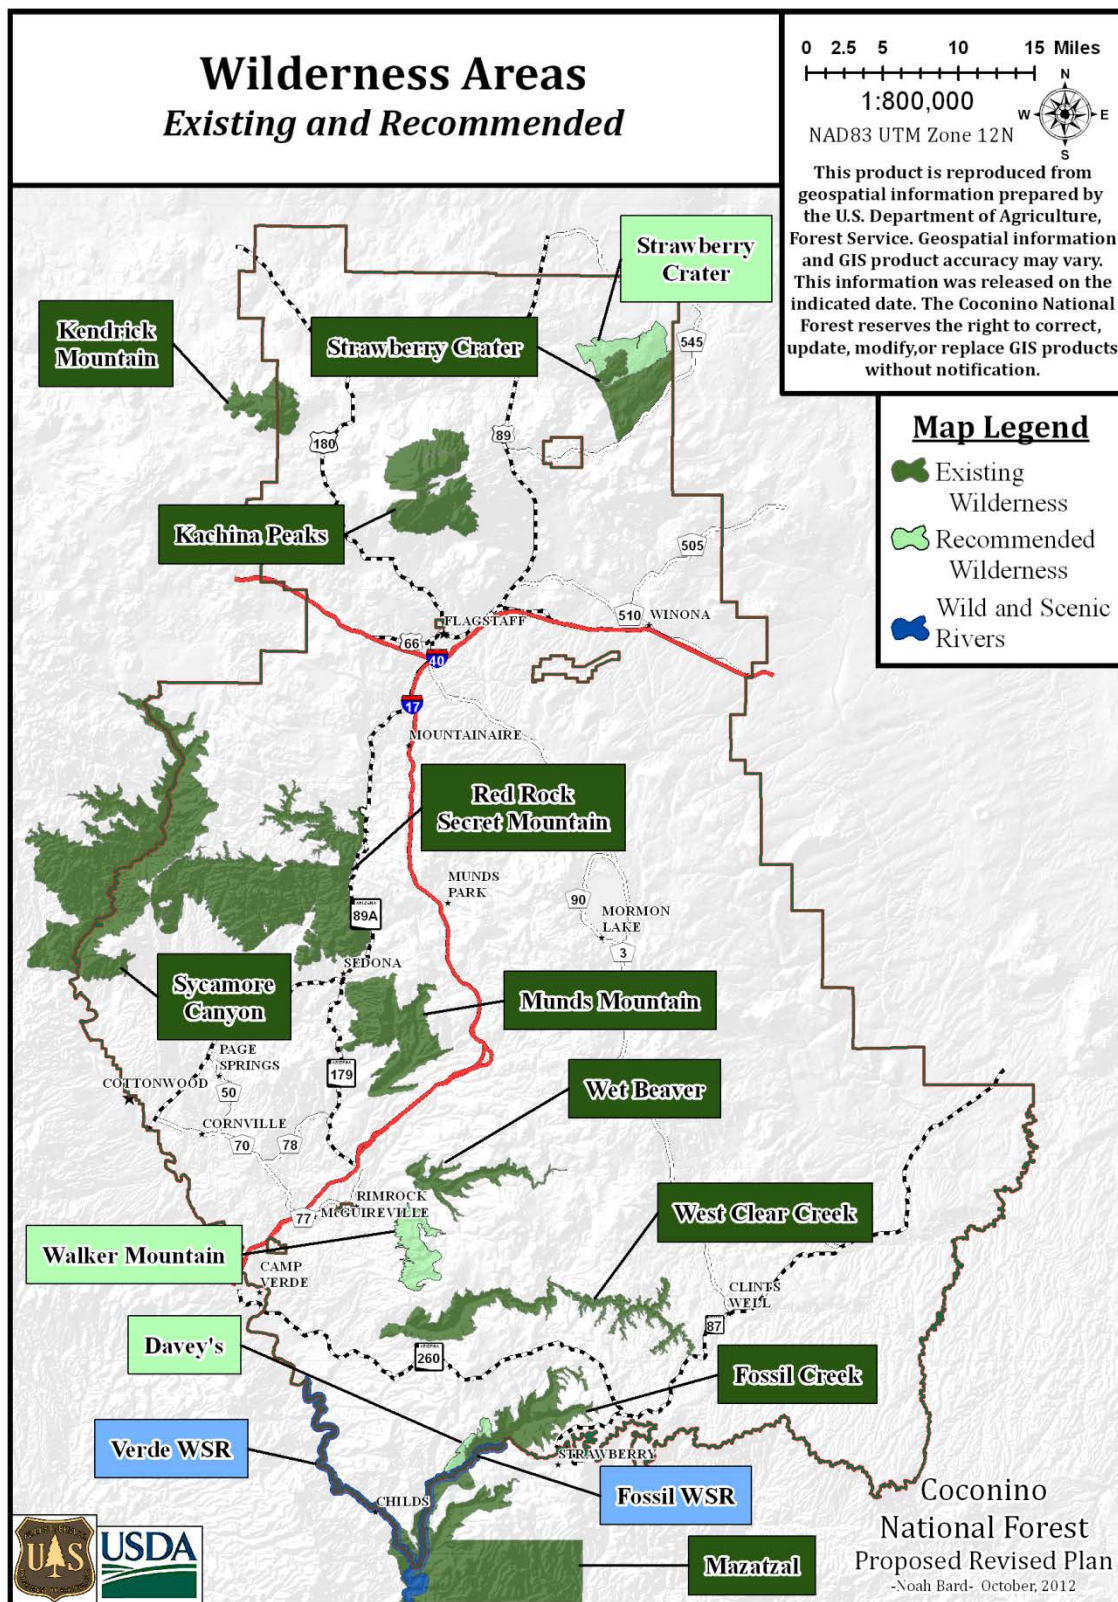 Wilderness Areas
Existing and Recommended
0 2.5 5 10 15 Miles
1:800,000
NAD83 UTM Zone 12N
N
W E
S
This product is reproduced from
geospatial information prepared by
the U.S. Department of Agriculture,
Forest Service. Geospatial information
and GIS product accuracy may vary.
This information was released on the
indicated date. The Coconino National
Forest reserves the right to correct,
update, modify,or replace GIS products
without notification.
Map Legend
Existing
Wilderness
Recommended
Wilderness
Wild and Scenic
Rivers
Strawberry
Crater
Kendrick
Mountain
Strawberry Crater
545
180
89
Kachina Peaks
505
510
WINONA
FLAGSTAFF
66
40
17
MOUNTAINAIRE
Red Rock
Secret Mountain
MUNDS
PARK
90
MORMON
LAKE
89A
3
SEDONA
Sycamore
Canyon
Munds Mountain
PAGE
SPRINGS
179
COTTONWOOD
50
Wet Beaver
CORNVILLE
70
78
RIMROCK
MCGUIREVILLE
77
West Clear Creek
Walker Mountain
CAMP
VERDE
CLINTS
WELL
87
Davey's
260
Fossil Creek
Verde WSR
STRAWBERRY
Fossil WSR
CHILDS
Mazatzal
Coconino
National Forest
Proposed Revised Plan
-Noah Bard- October, 2012
U S
USDA